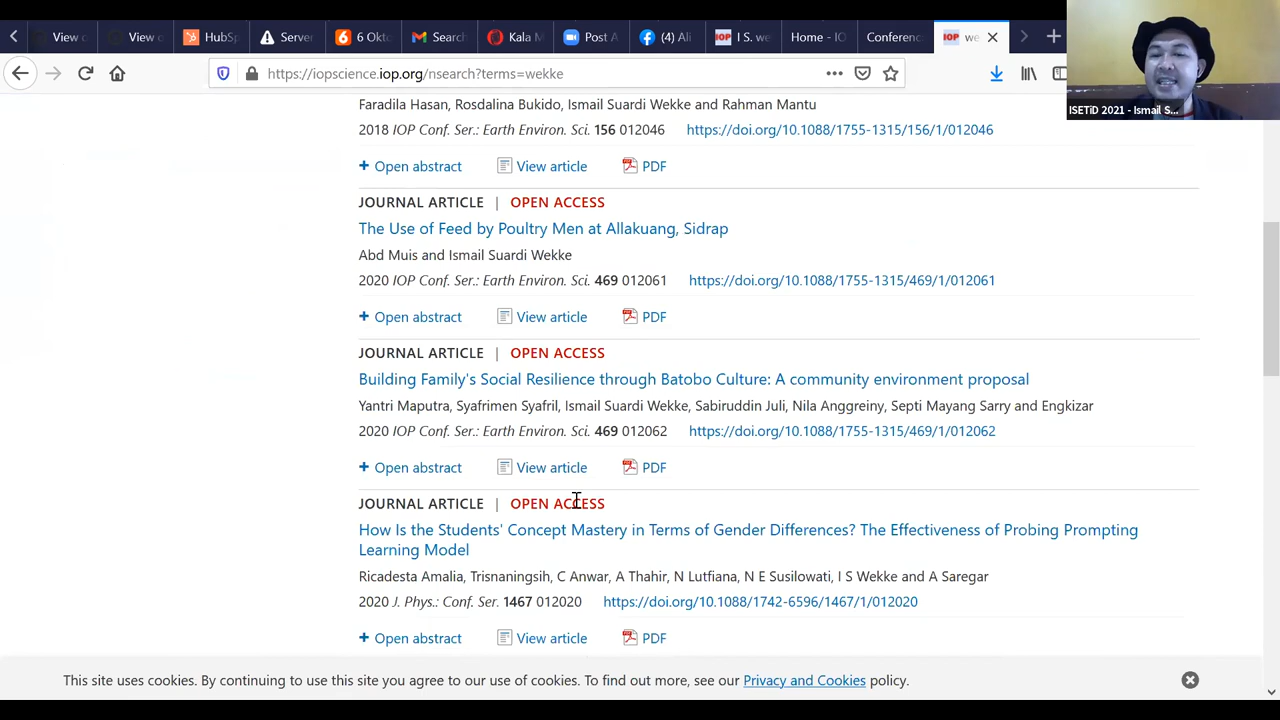 View o
View o
HubSp
Server
6 Okto
Search
Kala M
Post A
(4) Ali
IOP I S. we
Home - IO
Conferenc
IOP we
https://iopscience.iop.org/nsearch?terms=wekke
ISETiD 2021 - Ismail S...
Faradila Hasan, Rosdalina Bukido, Ismail Suardi Wekke and Rahman Mantu
2018 IOP Conf. Ser.: Earth Environ. Sci. 156 012046 https://doi.org/10.1088/1755-1315/156/1/012046
+ Open abstract View article PDF
JOURNAL ARTICLE | OPEN ACCESS
The Use of Feed by Poultry Men at Allakuang, Sidrap
Abd Muis and Ismail Suardi Wekke
2020 IOP Conf. Ser.: Earth Environ. Sci. 469 012061 https://doi.org/10.1088/1755-1315/469/1/012061
+ Open abstract View article PDF
JOURNAL ARTICLE | OPEN ACCESS
Building Family's Social Resilience through Batobo Culture: A community environment proposal
Yantri Maputra, Syafrimen Syafril, Ismail Suardi Wekke, Sabiruddin Juli, Nila Anggreiny, Septi Mayang Sarry and Engkizar
2020 IOP Conf. Ser.: Earth Environ. Sci. 469 012062 https://doi.org/10.1088/1755-1315/469/1/012062
+ Open abstract View article PDF
JOURNAL ARTICLE | OPEN ACCESS
How Is the Students' Concept Mastery in Terms of Gender Differences? The Effectiveness of Probing Prompting
Learning Model
Ricadesta Amalia, Trisnaningsih, C Anwar, A Thahir, N Lutfiana, N E Susilowati, I S Wekke and A Saregar
2020 J. Phys.: Conf. Ser. 1467 012020 https://doi.org/10.1088/1742-6596/1467/1/012020
+ Open abstract View article PDF
This site uses cookies. By continuing to use this site you agree to our use of cookies. To find out more, see our Privacy and Cookies policy.